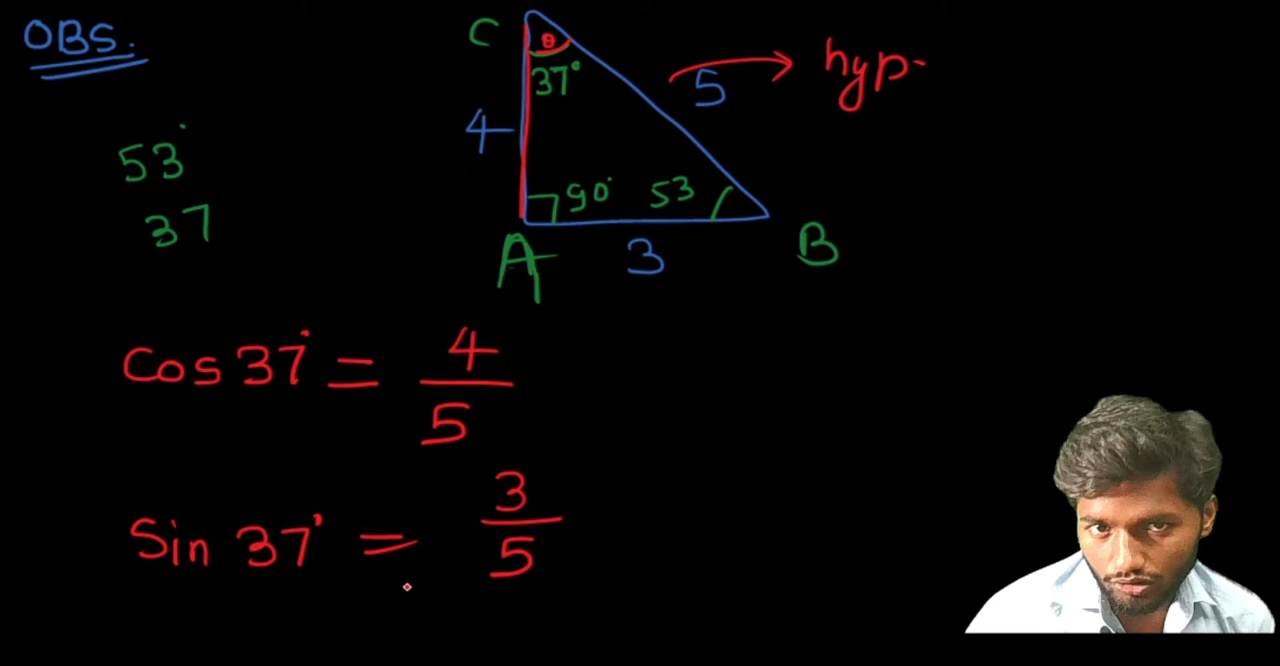 OBS.
C
θ
37°
4
5
hyp-
53°
37
90°
53
A
3
B
Cos 37° = 4/5
Sin 37° = 3/5